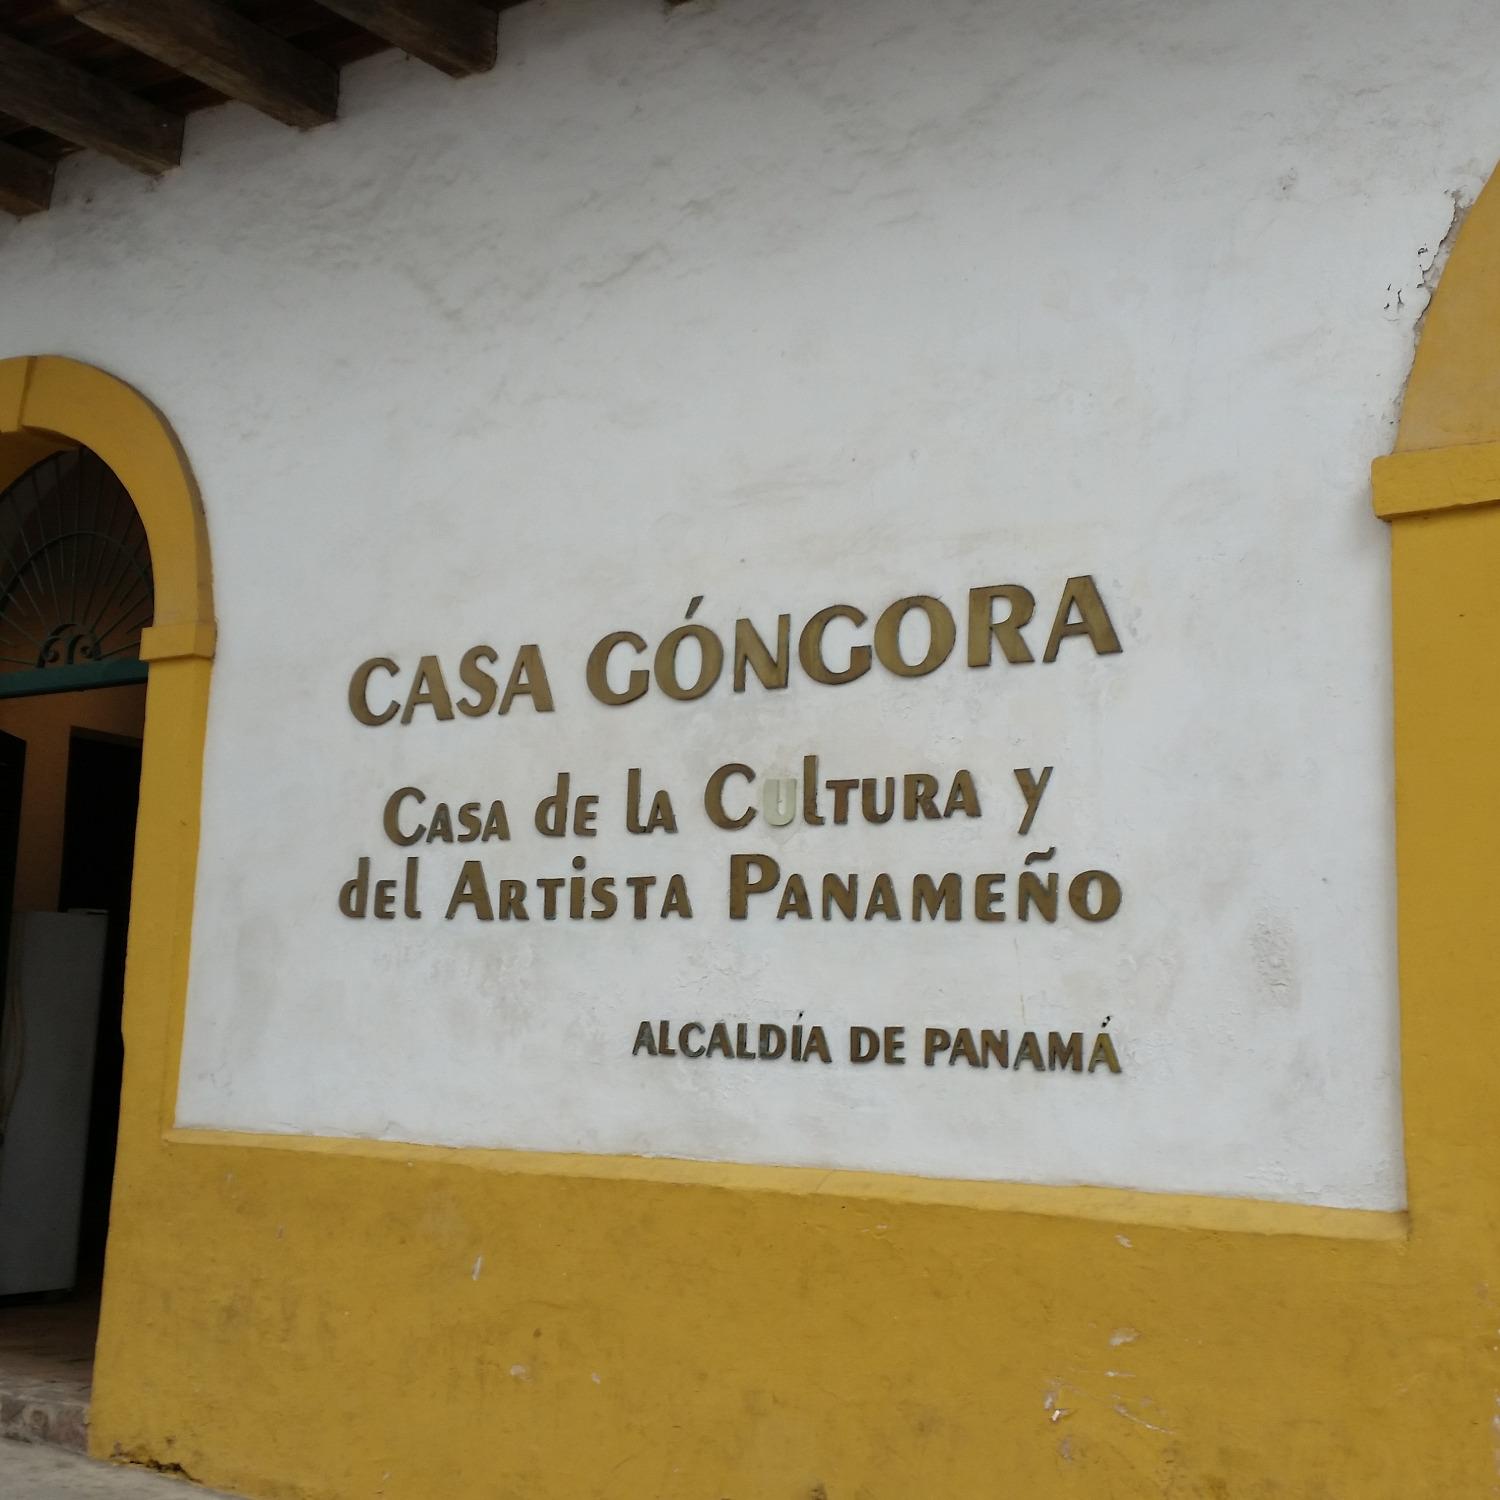 CASA GÓNGORA
CASA dE lA CUlTURA y
dEl ARTiSTA PANAMEÑO
ALCALDÍA DE PANAMÁ